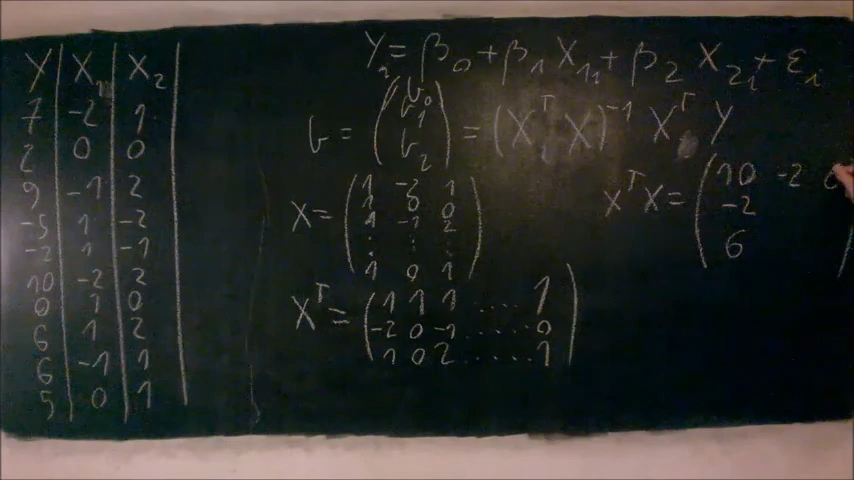 Y X₁ X₂
7 -2 1
2 0 0
9 -1 2
-5 1 -2
-2 1 -1
10 -2 2
0 1 0
6 1 2
6 -1 1
5 0 1
Yᵢ = β₀ + β₁ X₁ᵢ + β₂ X₂ᵢ + εᵢ
b = (b₀ b₁ b₂) = (XᵀX)⁻¹ Xᵀ Y
X = (1 -2 1
1 0 0
1 -1 2
⋮ ⋮ ⋮
1 0 1)
Xᵀ = (1 1 1 ..... 1
-2 0 -1 ..... 0
1 0 2 ..... 1)
XᵀX = (10 -2
-2
6